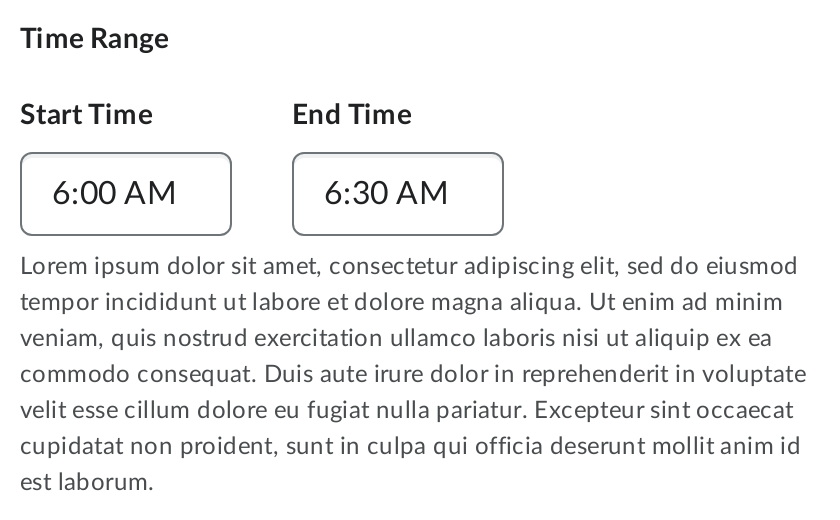 Time Range
Start Time End Time
6:00 AM 6:30 AM
Lorem ipsum dolor sit amet, consectetur adipiscing elit, sed do eiusmod
tempor incididunt ut labore et dolore magna aliqua. Ut enim ad minim
veniam, quis nostrud exercitation ullamco laboris nisi ut aliquip ex ea
commodo consequat. Duis aute irure dolor in reprehenderit in voluptate
velit esse cillum dolore eu fugiat nulla pariatur. Excepteur sint occaecat
cupidatat non proident, sunt in culpa qui officia deserunt mollit anim id
est laborum.